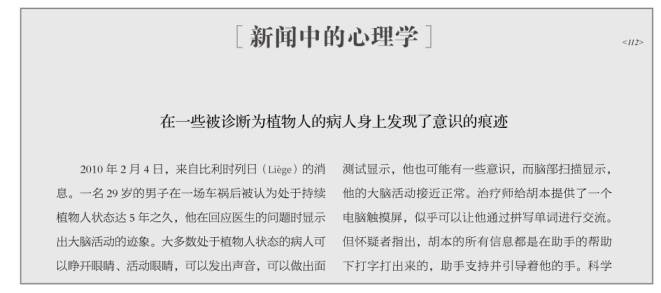 [新闻中的心理学]
<H2>
在一些被诊断为植物人的病人身上发现了意识的痕迹
2010 年 2 月 4 日，来自比利时列日（Liège）的消
息。一名 29 岁的男子在一场车祸后被认为处于持续
植物人状态达 5 年之久，他在回应医生的问题时显示
出大脑活动的迹象。大多数处于植物人状态的病人可
以睁开眼睛、活动眼睛，可以发出声音，可以做出面
测试显示，他也可能有一些意识，而脑部扫描显示，
他的大脑活动接近正常。治疗师给胡本提供了一个
电脑触摸屏，似乎可以让他通过拼写单词进行交流。
但怀疑者指出，胡本的所有信息都是在助手的帮助
下打字打出来的，助手支持并引导着他的手。科学